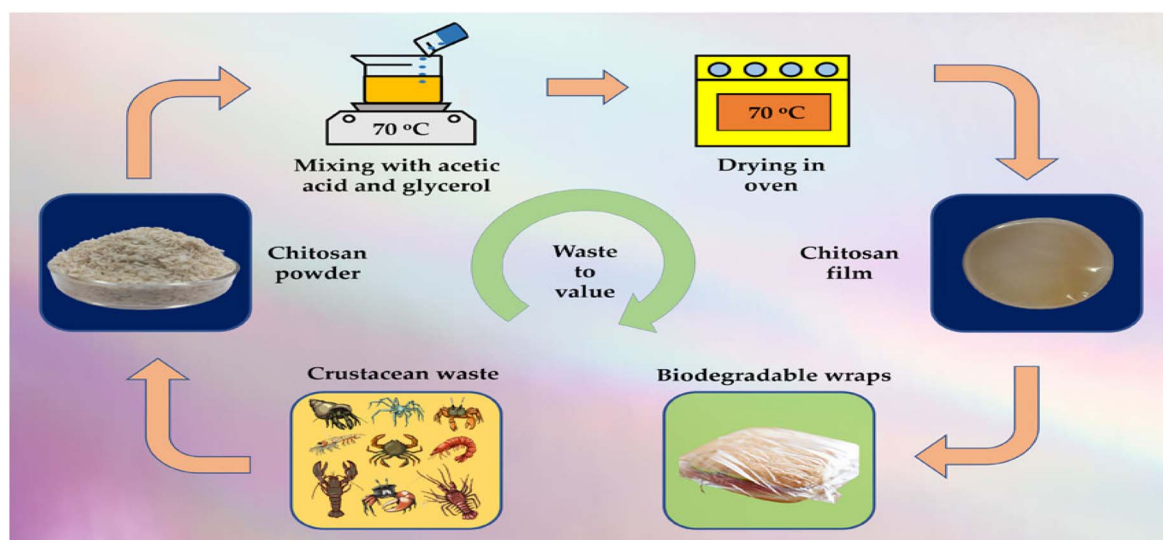 70 ºC
Mixing with acetic
acid and glycerol
70 ºC
Drying in
oven
Chitosan
powder
Waste
to
value
Chitosan
film
Crustacean waste
Biodegradable wraps